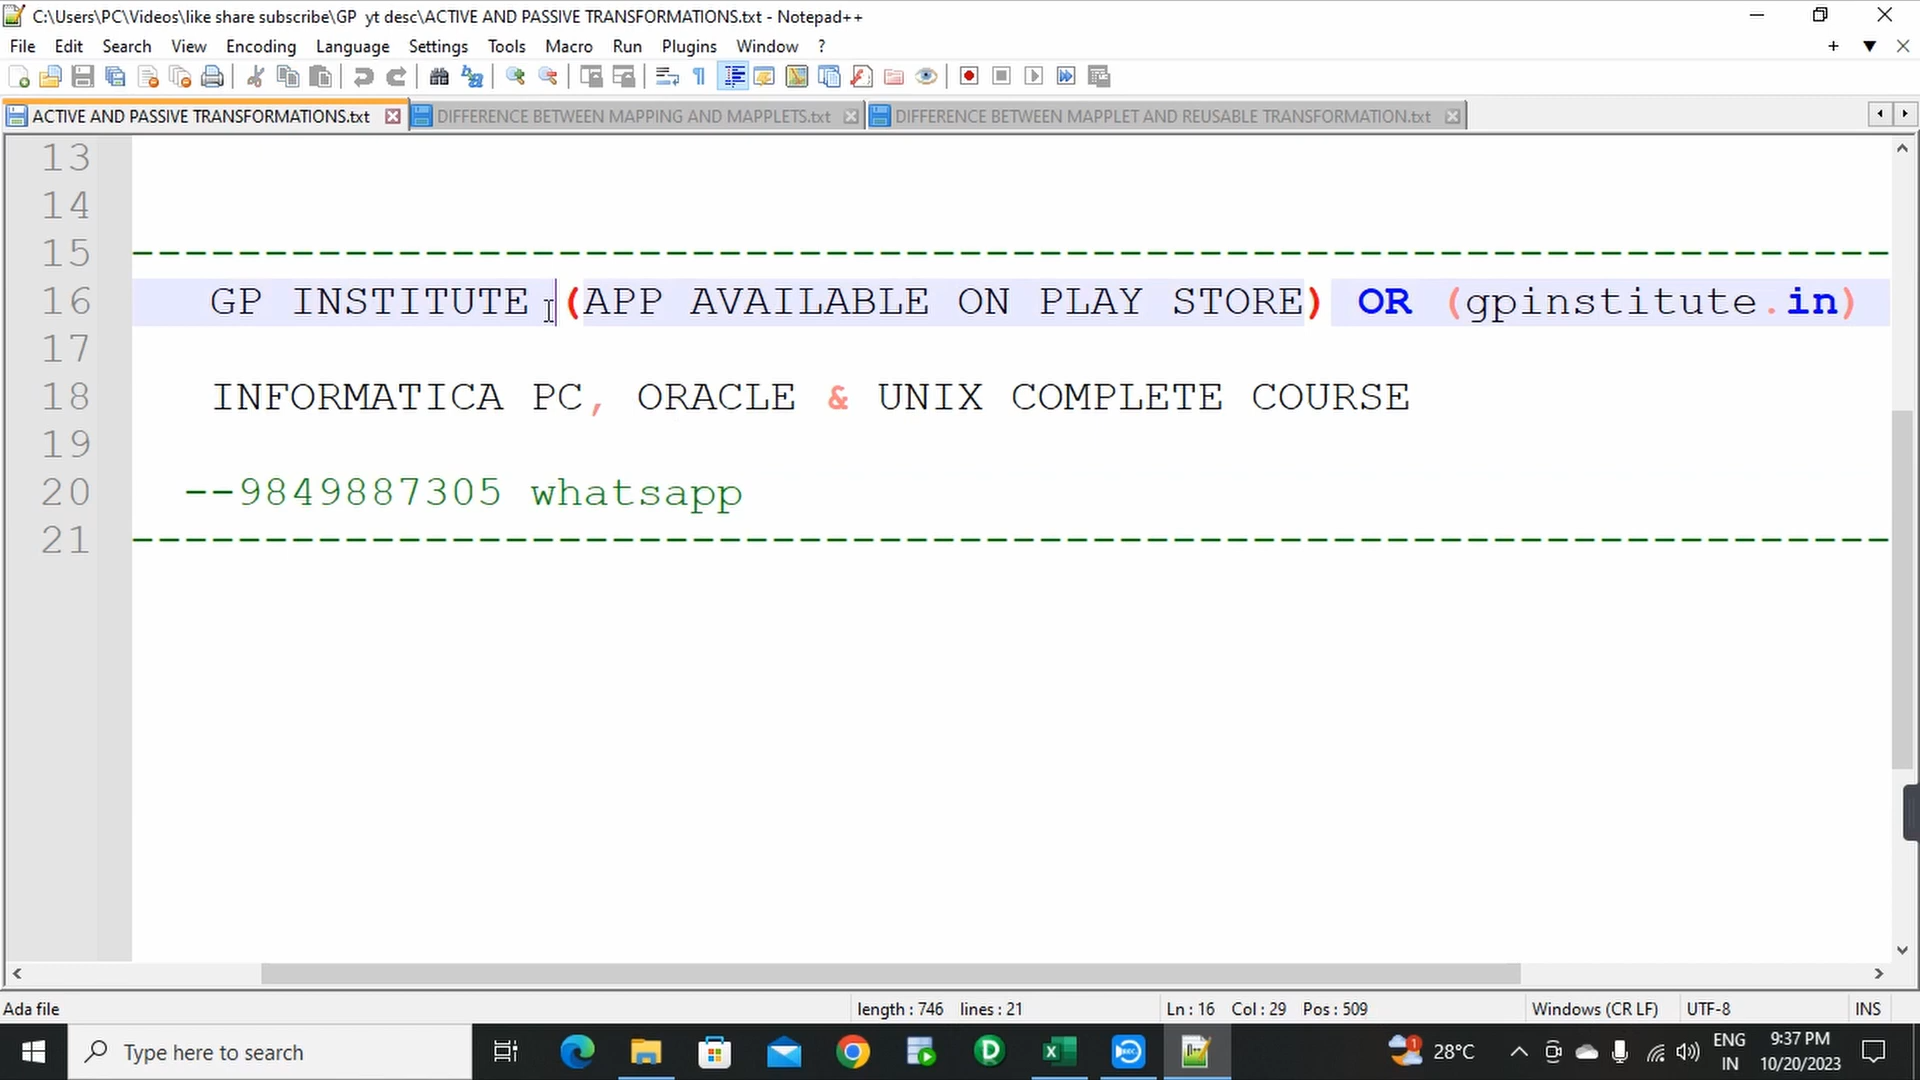 C:\Users\PC\Videos\like share subscribe\GP  yt desc\ACTIVE AND PASSIVE TRANSFORMATIONS.txt - Notepad++
File Edit Search View Encoding Language Settings Tools Macro Run Plugins Window ?
ACTIVE AND PASSIVE TRANSFORMATIONS.txt DIFFERENCE BETWEEN MAPPING AND MAPPLETS.txt DIFFERENCE BETWEEN MAPPLET AND REUSABLE TRANSFORMATION.txt
13
14
15 ------------------------------------------------------------------
16 GP INSTITUTE (APP AVAILABLE ON PLAY STORE) OR (gpinstitute.in)
17
18 INFORMATICA PC, ORACLE & UNIX COMPLETE COURSE
19
20 --9849887305 whatsapp
21 ------------------------------------------------------------------
Ada file length : 746 lines : 21 Ln : 16 Col : 29 Pos : 509 Windows (CR LF) UTF-8 INS
Type here to search 28°C ENG IN 9:37 PM 10/20/2023